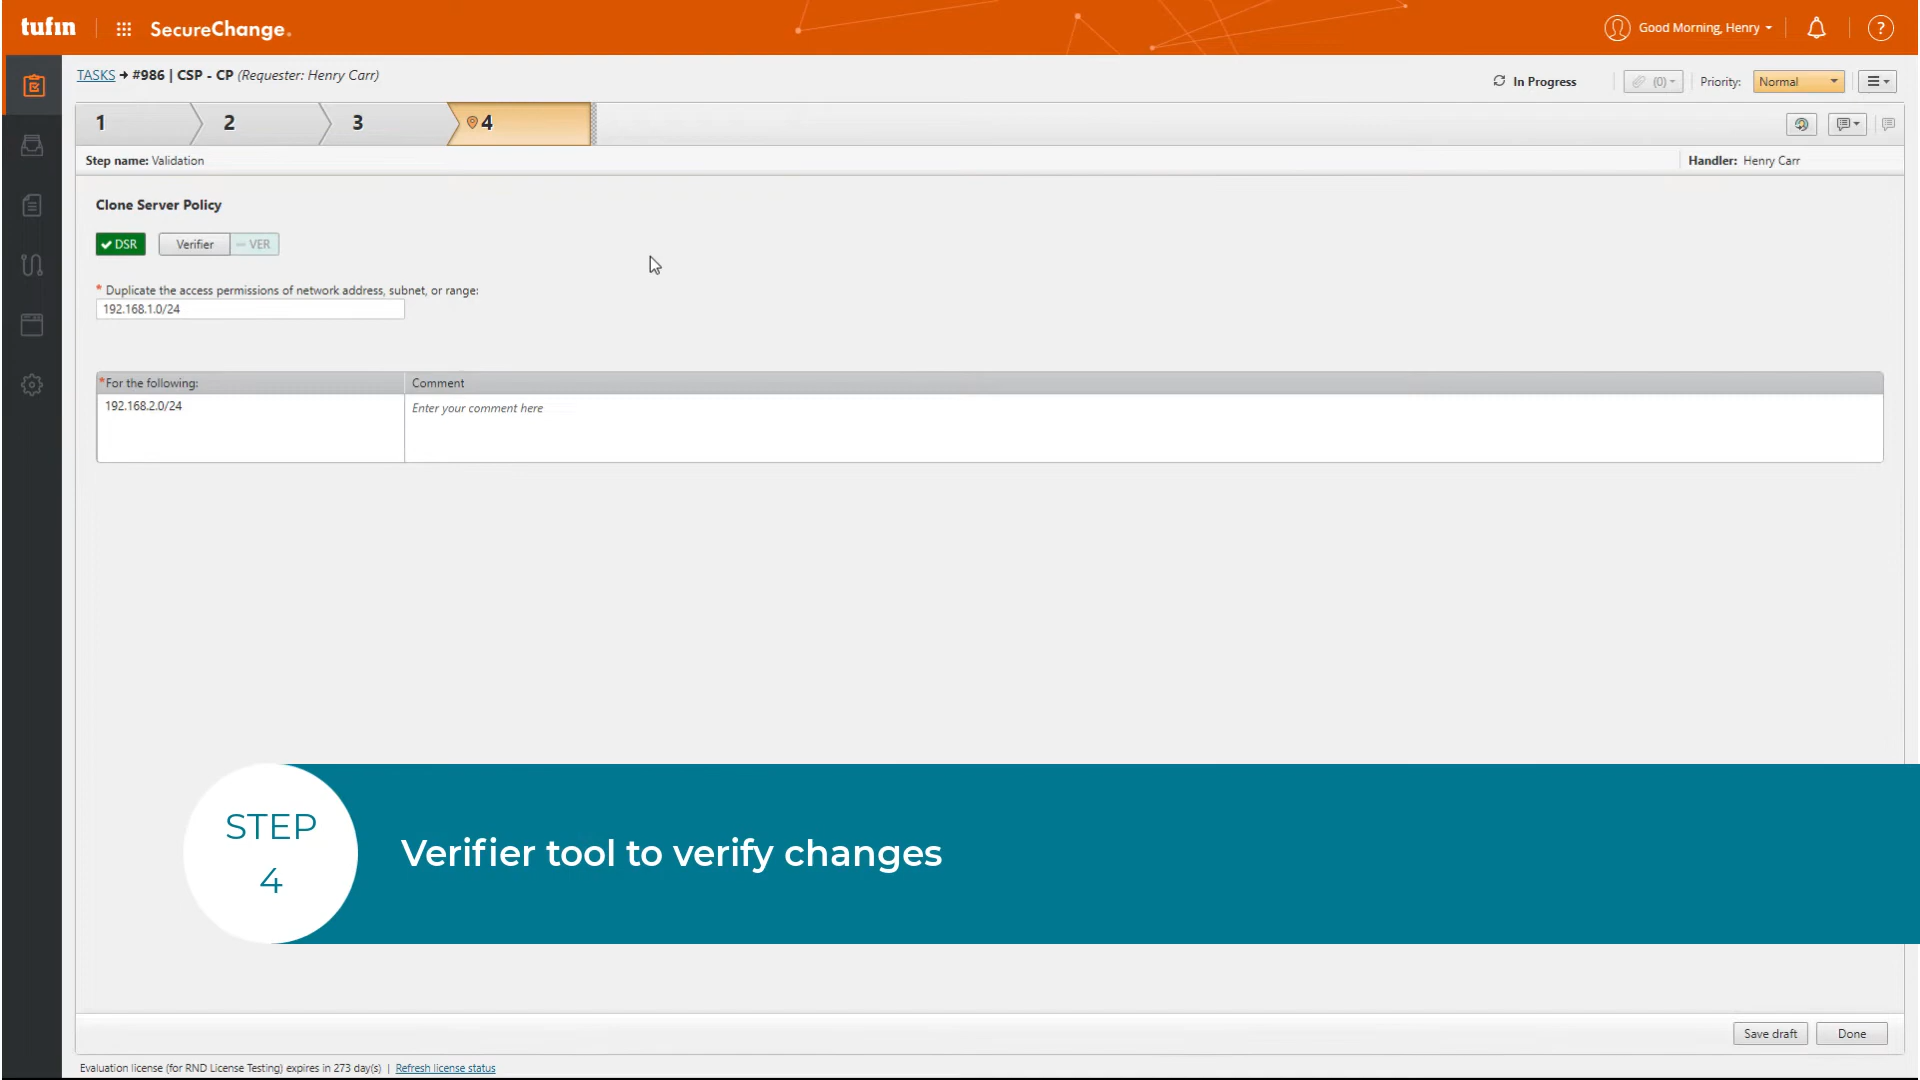 tufin
SecureChange.
Good Morning, Henry
?
TASKS → #986 | CSP - CP (Requester: Henry Carr)
In Progress
(0)
Priority:
Normal
1
2
3
4
Step name: Validation
Handler: Henry Carr
Clone Server Policy
DSR
Verifier
VER
* Duplicate the access permissions of network address, subnet, or range:
192.168.1.0/24
*For the following:
Comment
192.168.2.0/24
Enter your comment here
STEP
4
Verifier tool to verify changes
Save draft
Done
Evaluation license (for RND License Testing) expires in 273 day(s) | Refresh license status